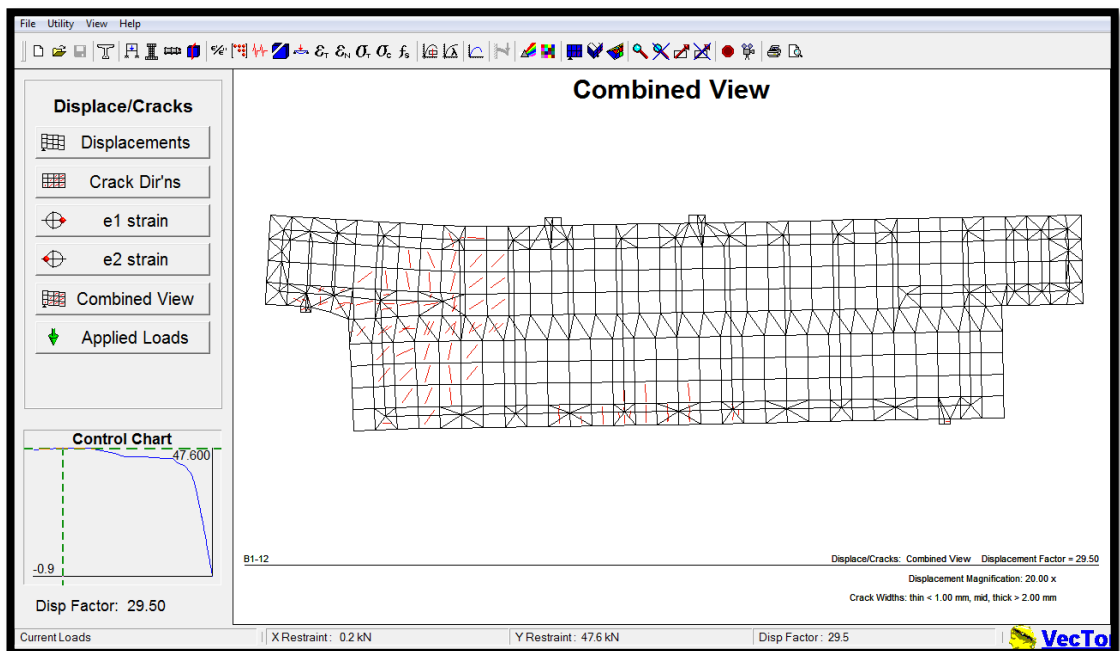 File Utility View Help
Combined View
Displace/Cracks
Displacements
Crack Dir'ns
e1 strain
e2 strain
Combined View
Applied Loads
Control Chart
47.600
-0.9
Disp Factor: 29.50
B1-12
Displace/Cracks: Combined View Displacement Factor = 29.50
Displacement Magnification: 20.00 x
Crack Widths: thin < 1.00 mm, mid, thick > 2.00 mm
Current Loads
X Restraint: 0.2 kN
Y Restraint: 47.6 kN
Disp Factor: 29.5